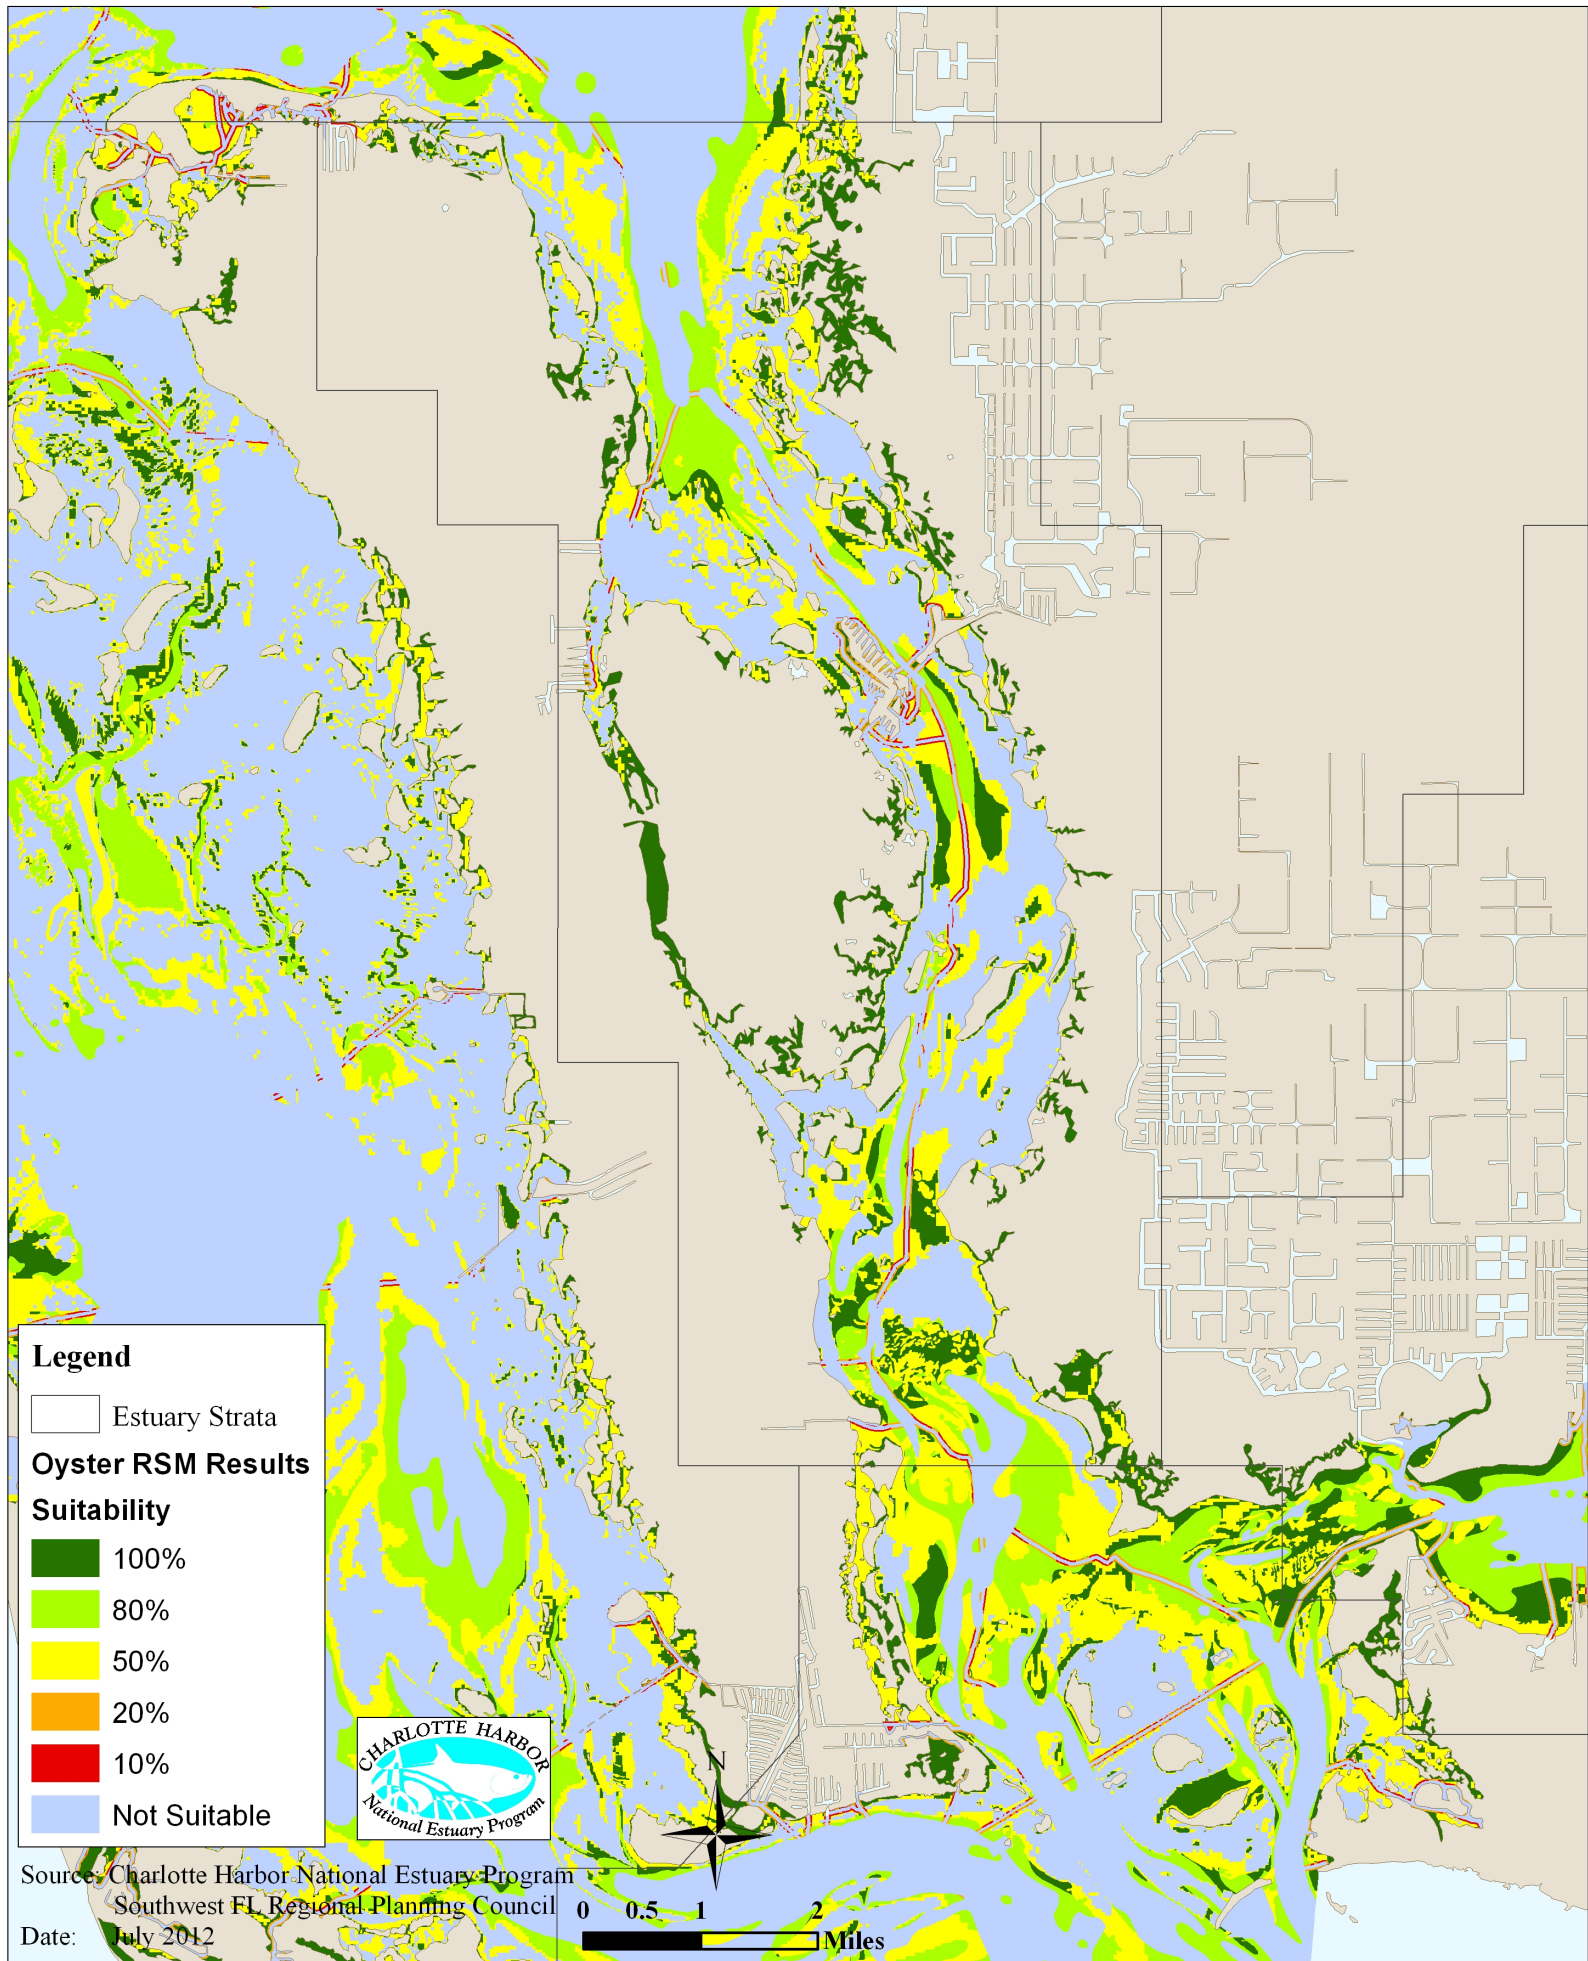 Legend
Estuary Strata
Oyster RSM Results
Suitability
100%
80%
50%
20%
10%
Not Suitable
CHARLOTTE HARBOR
National Estuary Program
N
Source: Charlotte Harbor National Estuary Program
Southwest FL Regional Planning Council
Date: July 2012
0 0.5 1 2
Miles